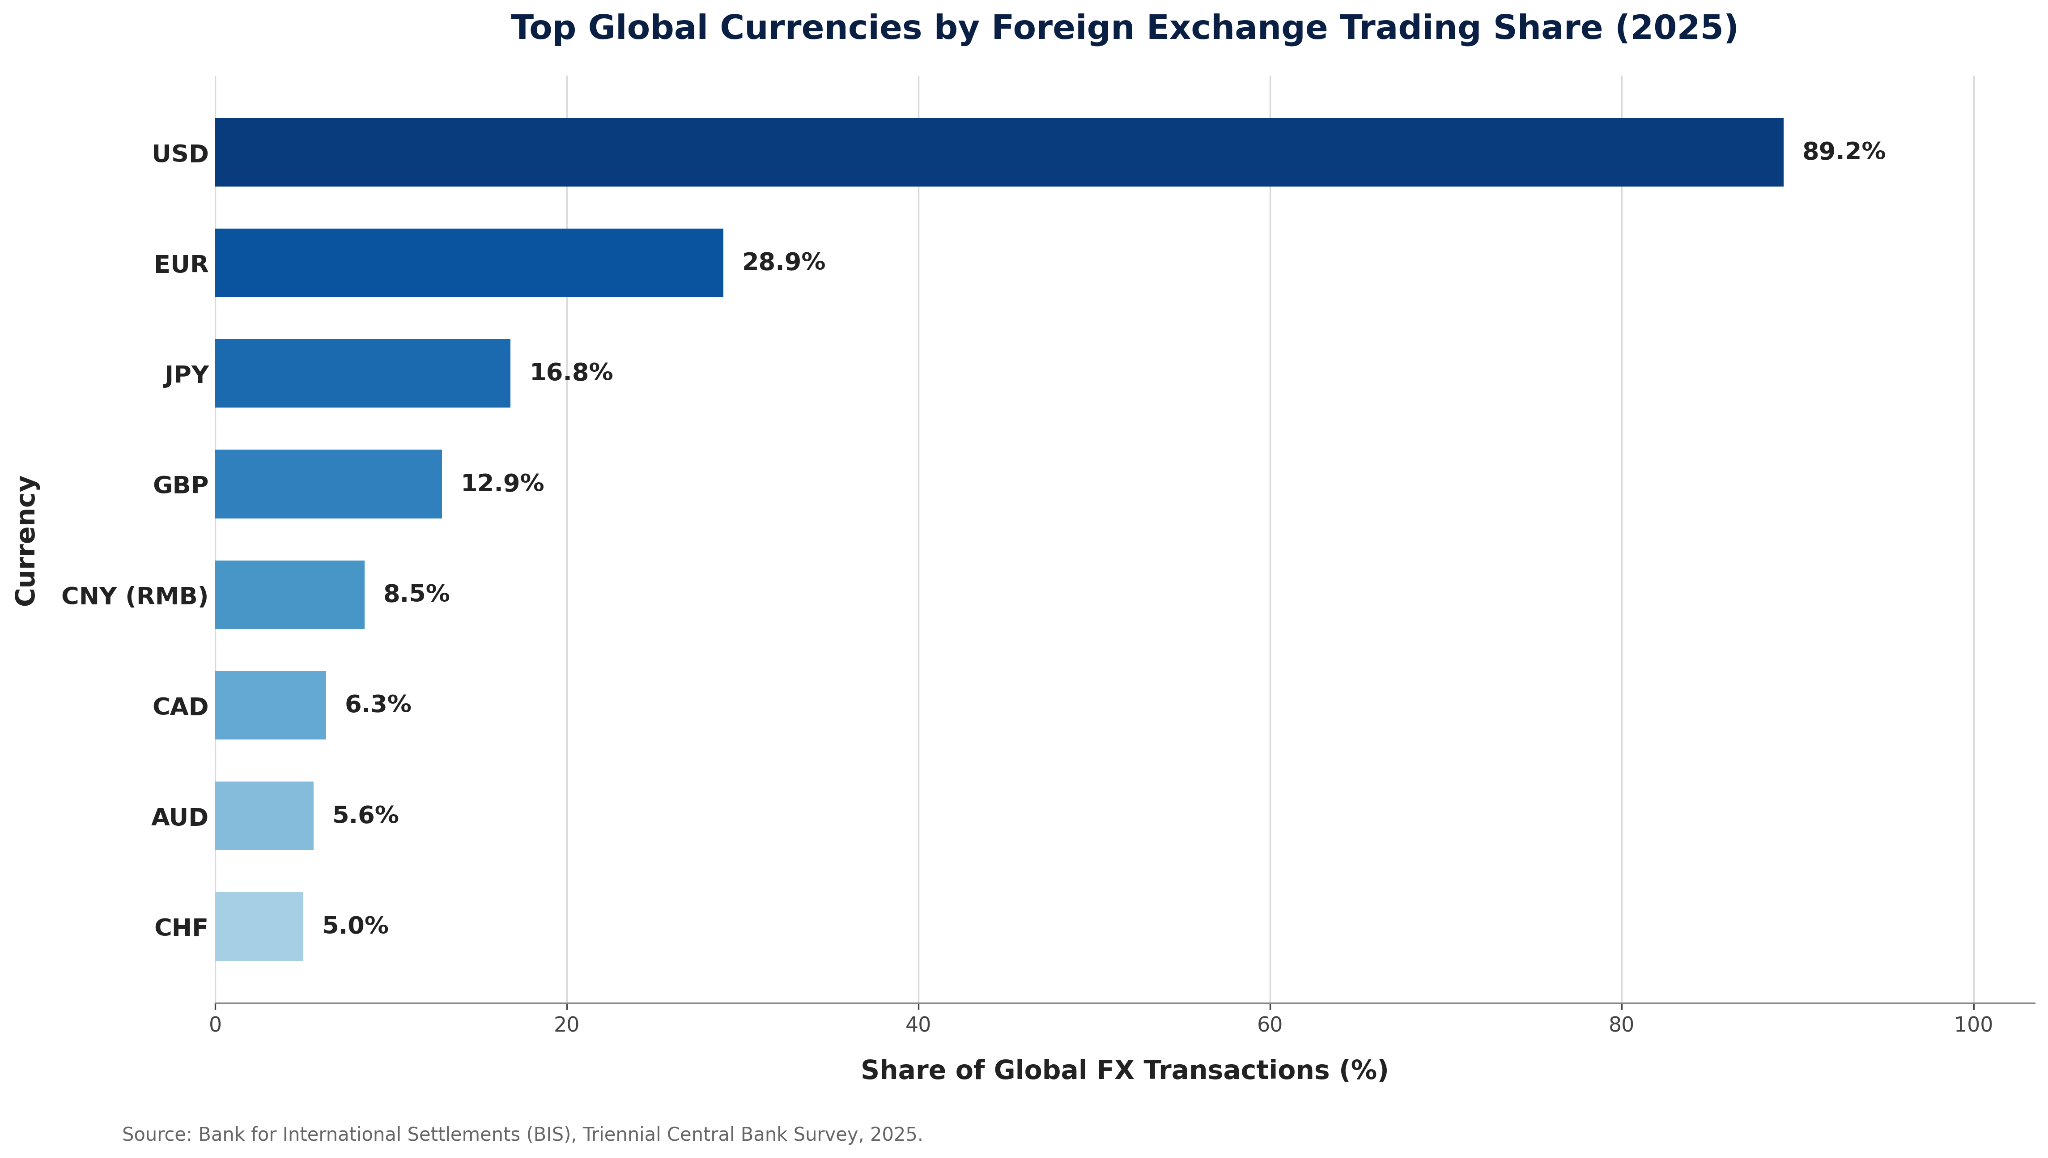 Top Global Currencies by Foreign Exchange Trading Share (2025)
USD 89.2%
EUR 28.9%
JPY 16.8%
GBP 12.9%
CNY (RMB) 8.5%
CAD 6.3%
AUD 5.6%
CHF 5.0%
Currency
0 20 40 60 80 100
Share of Global FX Transactions (%)
Source: Bank for International Settlements (BIS), Triennial Central Bank Survey, 2025.